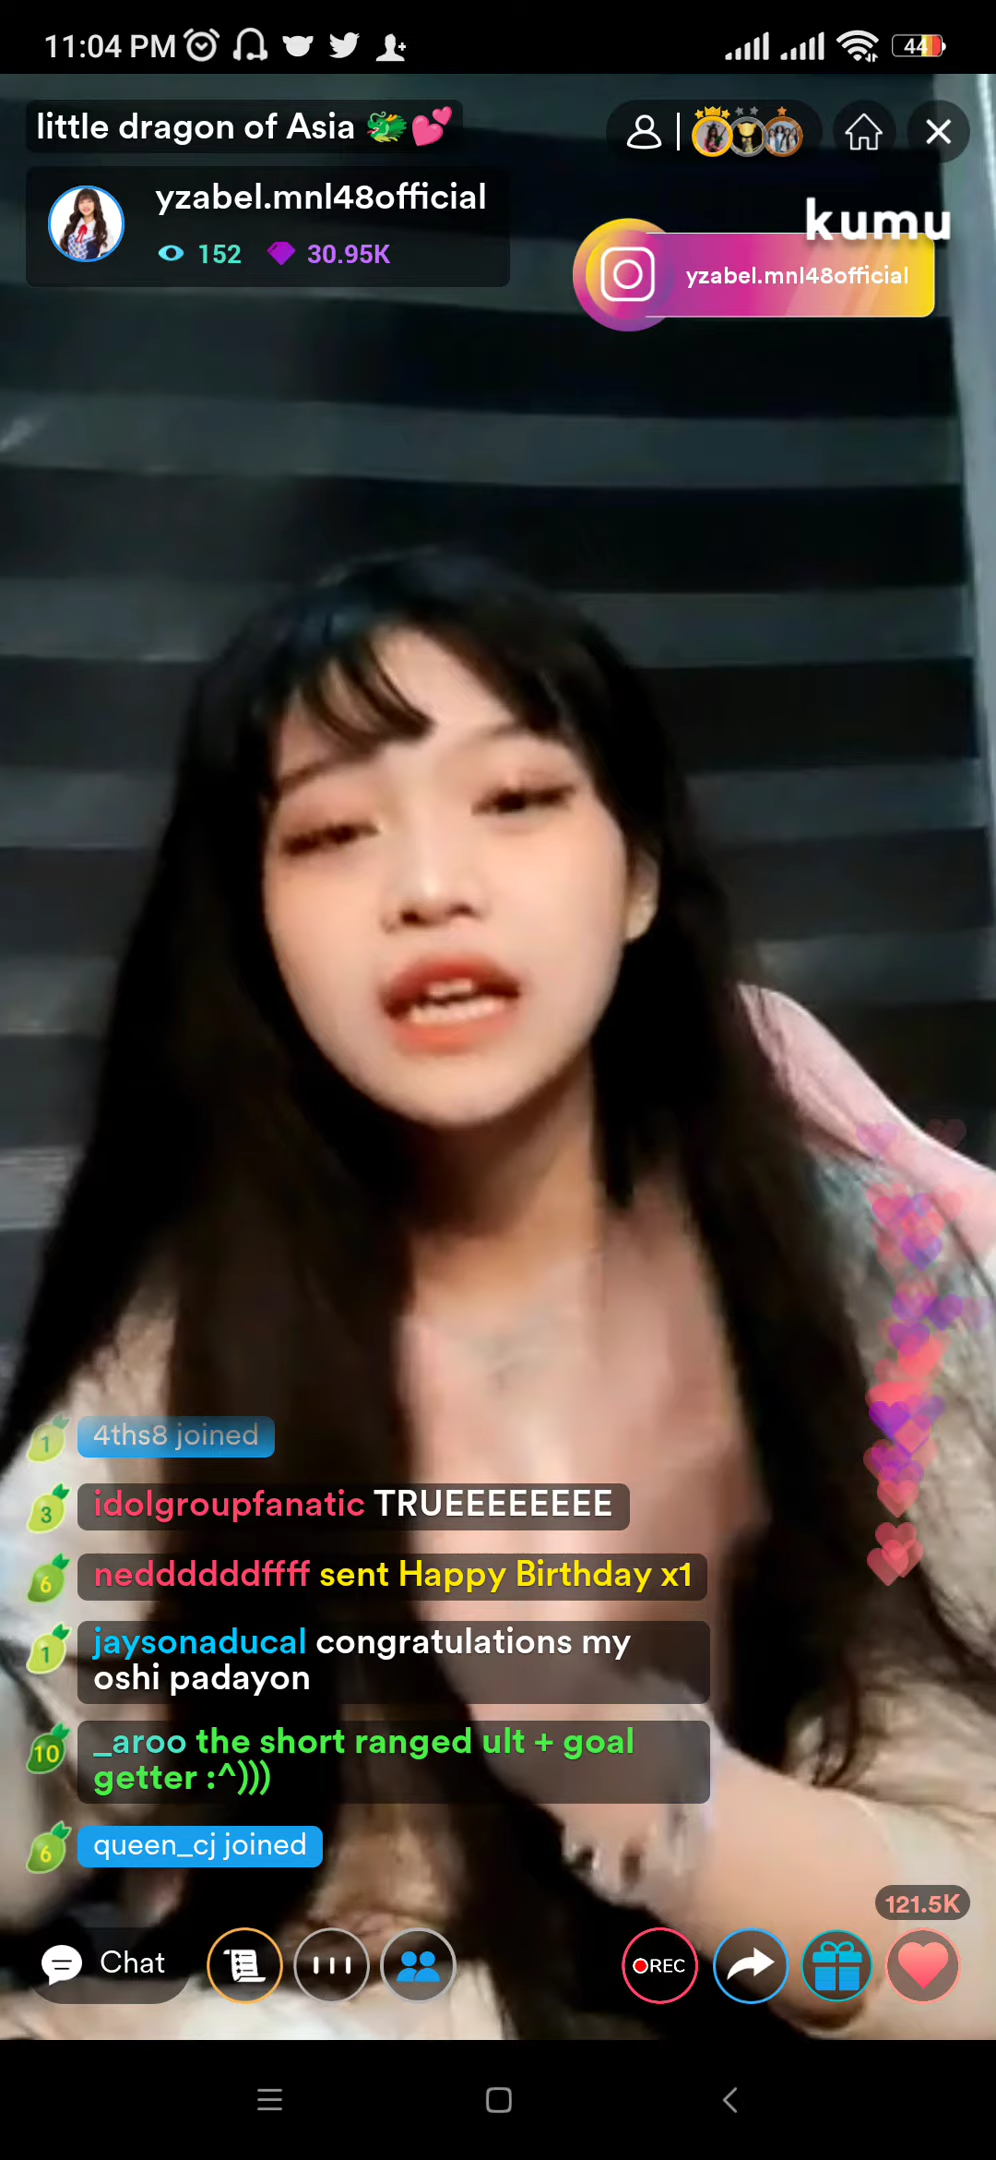 11:04 PM
44
little dragon of Asia 🐉💕
yzabel.mnl48official
152 30.95K
kumu
yzabel.mnl48official
1 4ths8 joined
3 idolgroupfanatic TRUEEEEEEEE
6 neddddddffff sent Happy Birthday x1
1 jaysonaducal congratulations my
oshi padayon
10 _aroo the short ranged ult + goal
getter :^)))
6 queen_cj joined
121.5K
Chat
REC